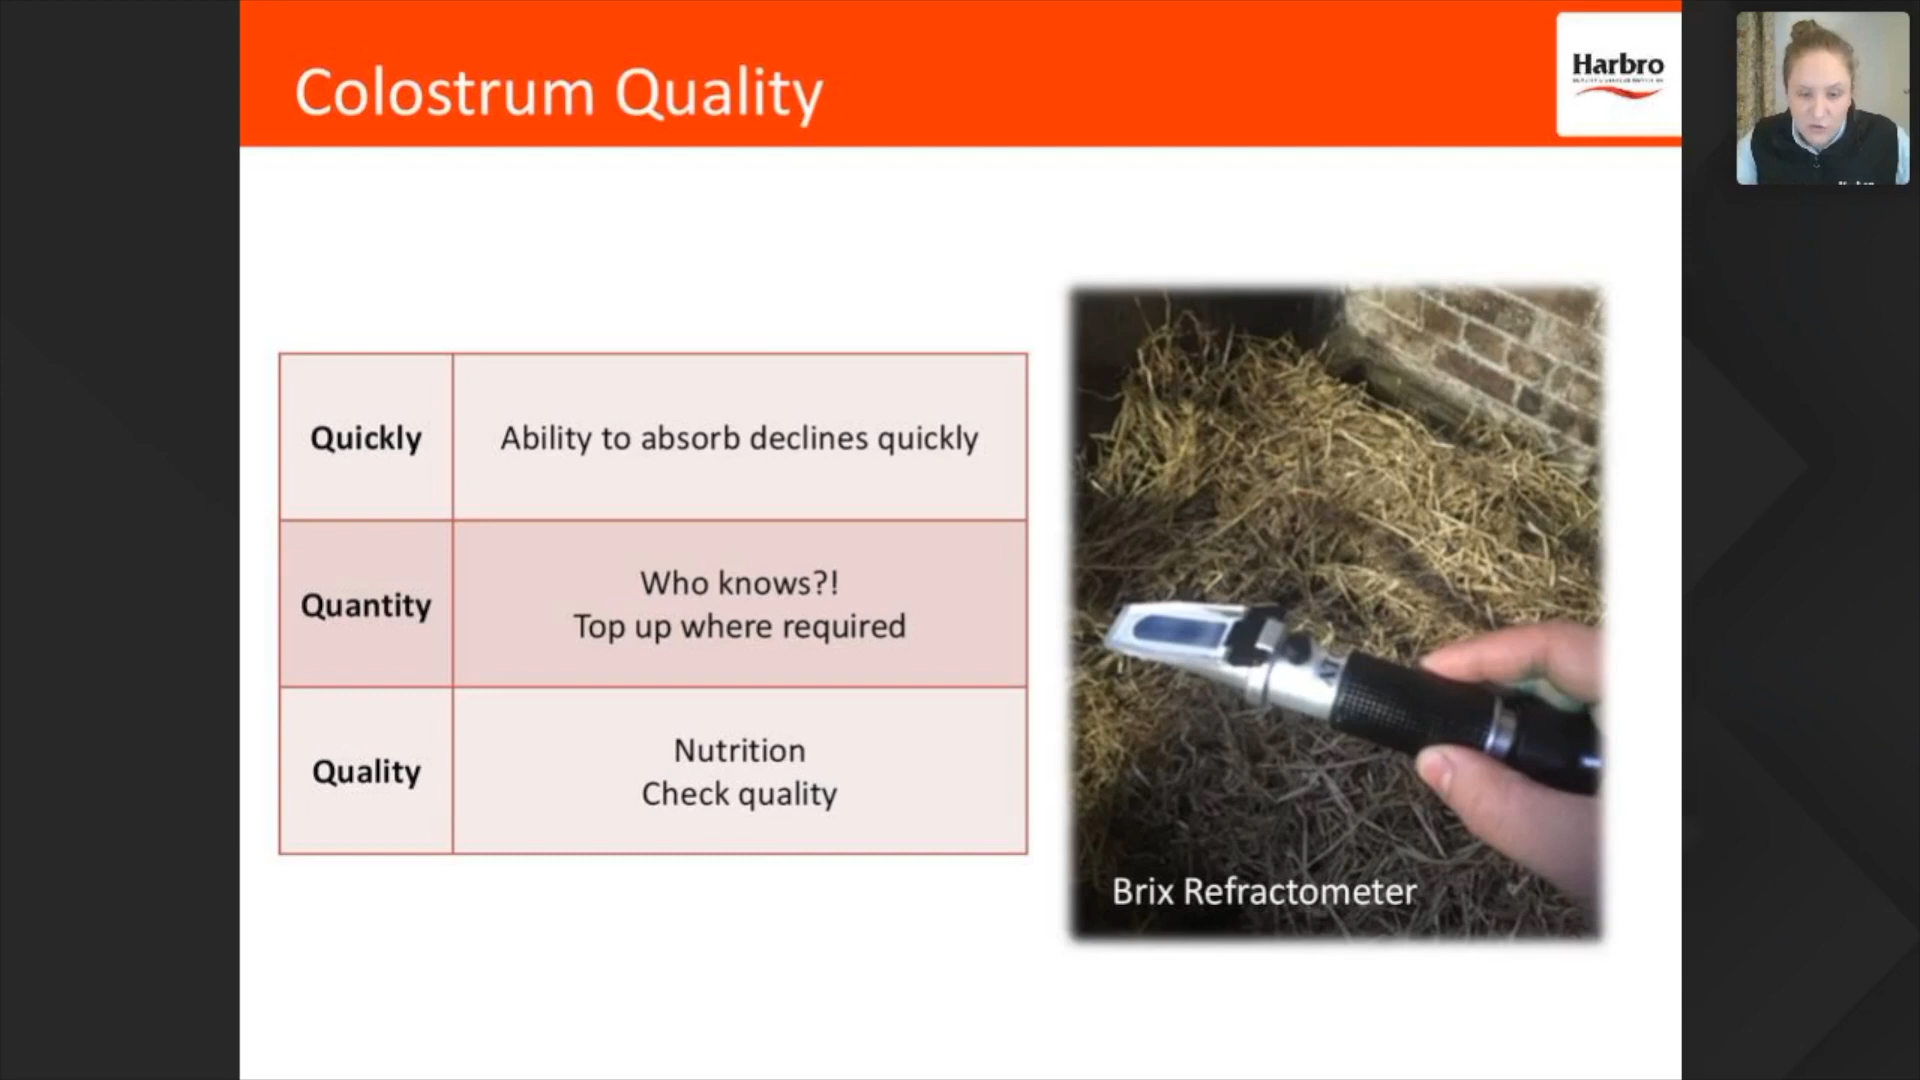 Colostrum Quality
Harbro
Quickly
Ability to absorb declines quickly
Quantity
Who knows?!
Top up where required
Quality
Nutrition
Check quality
Brix Refractometer